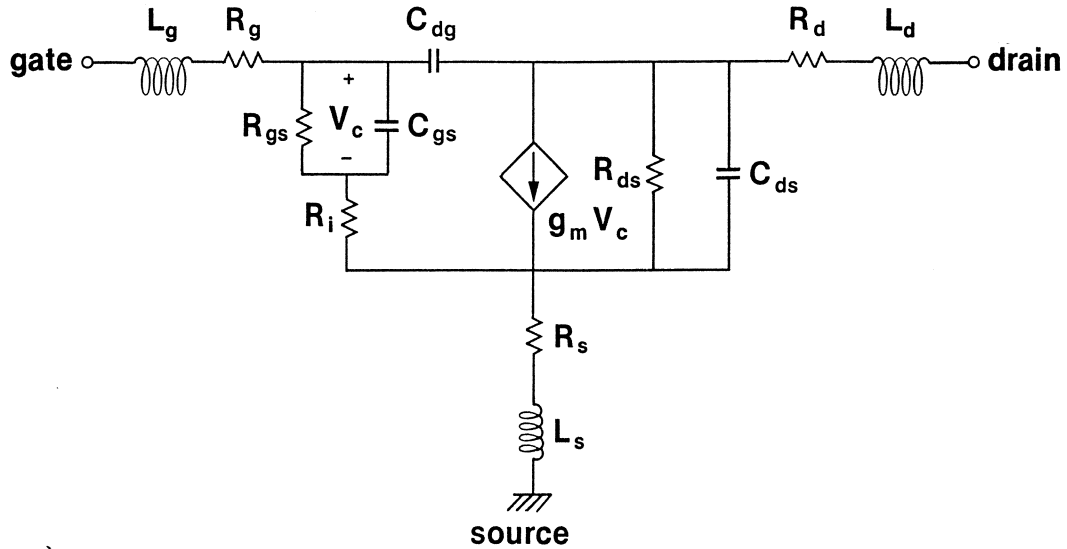 L_g R_g C_dg R_d L_d
gate drain
+
R_gs V_c C_gs
−
R_i
R_ds C_ds
g_m V_c
R_s
L_s
source